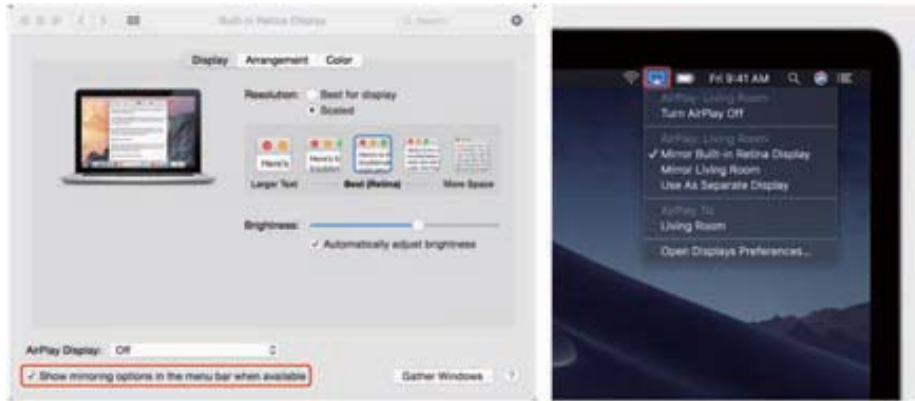 Built-in Retina Display
Search
Display Arrangement Color
Resolution: Best for display
Scaled
Here's
Larger Text Best (Retina) More Space
Brightness:
✓ Automatically adjust brightness
AirPlay Display: Off
✓ Show mirroring options in the menu bar when available
Gather Windows ?
Fri 9:41 AM
AirPlay: Living Room
Turn AirPlay Off
AirPlay: Living Room
✓ Mirror Built-in Retina Display
Mirror Living Room
Use As Separate Display
AirPlay To:
Living Room
Open Displays Preferences...